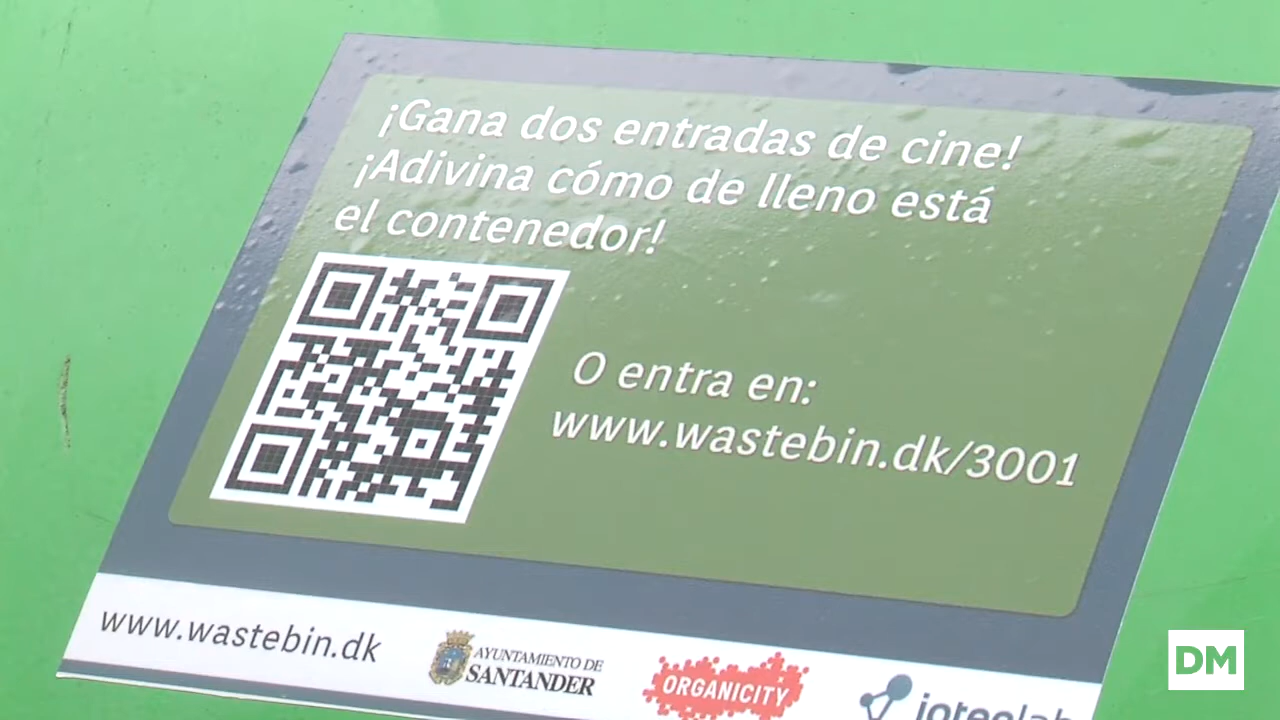 ¡Gana dos entradas de cine!
¡Adivina cómo de lleno está
el contenedor!
O entra en:
www.wastebin.dk/3001
www.wastebin.dk
AYUNTAMIENTO DE
SANTANDER
ORGANICITY
DM